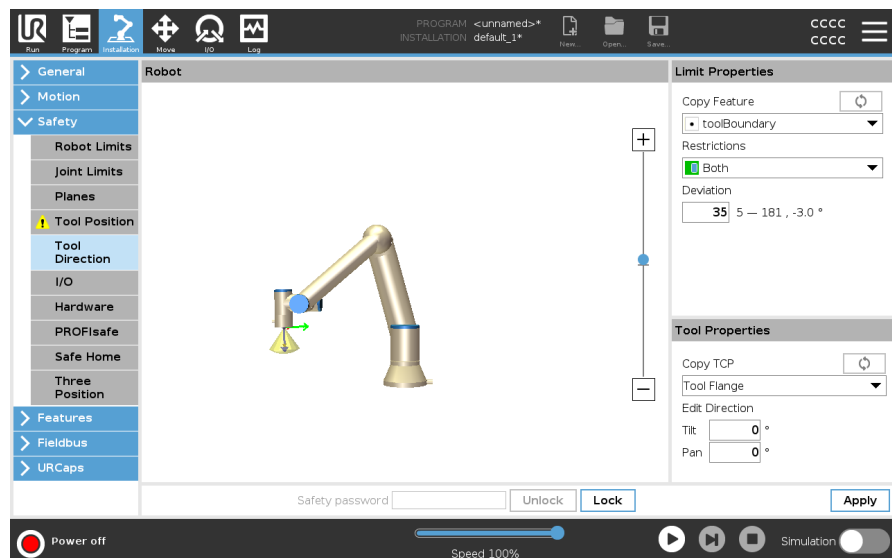 PROGRAM <unnamed>*
INSTALLATION default_1*
CCCC
CCCC
Run Program Installation Move I/O Log New... Open... Save...
General
Motion
Safety
Robot Limits
Joint Limits
Planes
Tool Position
Tool
Direction
I/O
Hardware
PROFIsafe
Safe Home
Three
Position
Features
Fieldbus
URCaps
Robot
Limit Properties
Copy Feature
toolBoundary
Restrictions
Both
Deviation
35 5 — 181 , -3.0 °
Tool Properties
Copy TCP
Tool Flange
Edit Direction
Tilt 0 °
Pan 0 °
Safety password Unlock Lock Apply
Power off
Speed 100%
Simulation